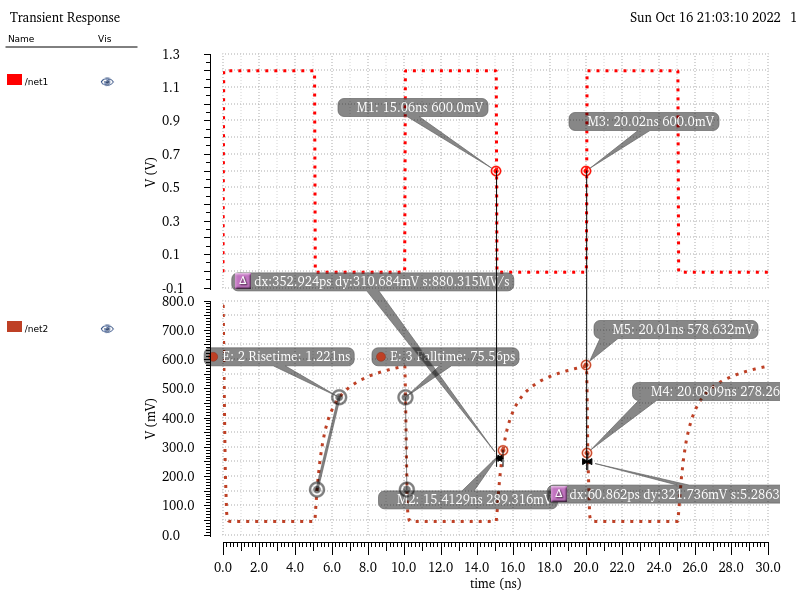 Transient Response
Sun Oct 16 21:03:10 2022 1
Name Vis
/net1
1.3
1.1
0.9
0.7
0.5
0.3
0.1
-0.1
V (V)
M1: 15.06ns 600.0mV
M3: 20.02ns 600.0mV
Δ dx:352.924ps dy:310.684mV s:880.315MV/s
/net2
800.0
700.0
600.0
500.0
400.0
300.0
200.0
100.0
0.0
V (mV)
M5: 20.01ns 578.632mV
E: 2 Risetime: 1.221ns
E: 3 Falltime: 75.56ps
M4: 20.0809ns 278.26
M2: 15.4129ns 289.316mV
Δ dx:60.862ps dy:321.736mV s:5.2863
0.0 2.0 4.0 6.0 8.0 10.0 12.0 14.0 16.0 18.0 20.0 22.0 24.0 26.0 28.0 30.0
time (ns)